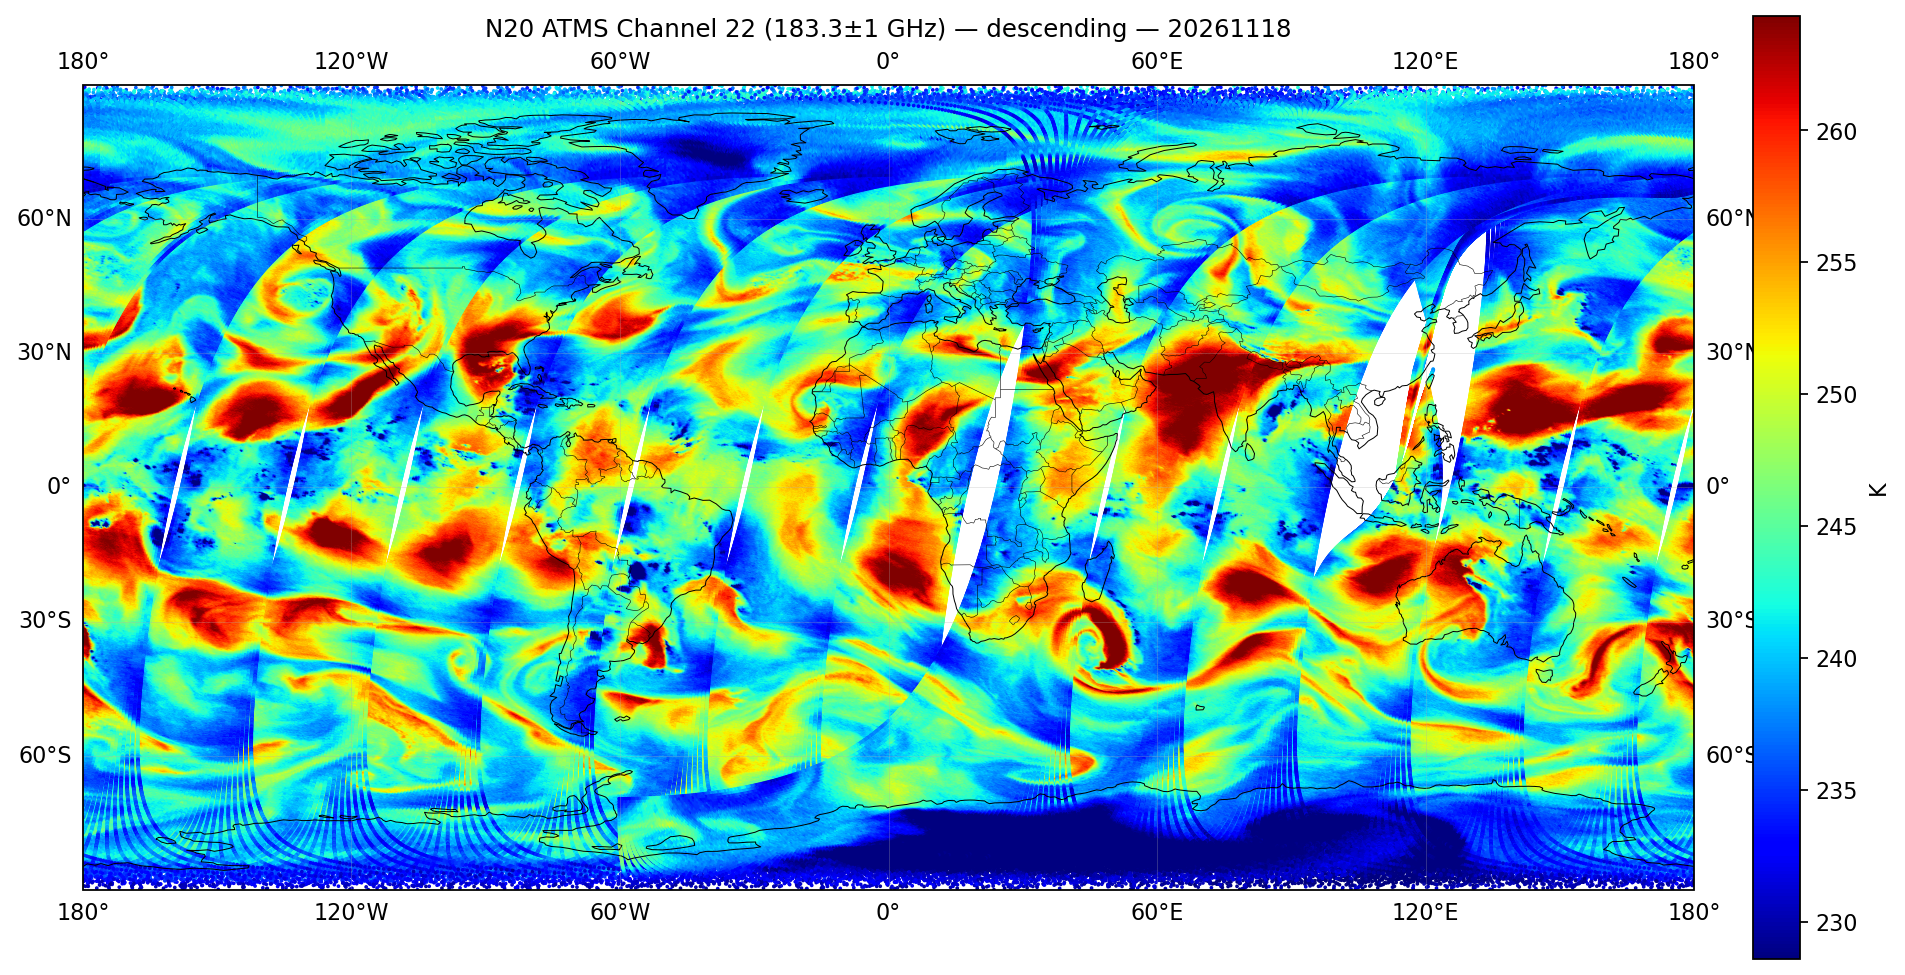 N20 ATMS Channel 22 (183.3±1 GHz) — descending — 20261118
180° 120°W 60°W 0° 60°E 120°E 180°
60°N 60°N
30°N 30°N
0° 0°
30°S 30°S
60°S 60°S
180° 120°W 60°W 0° 60°E 120°E 180°
260
255
250
245
240
235
230
K